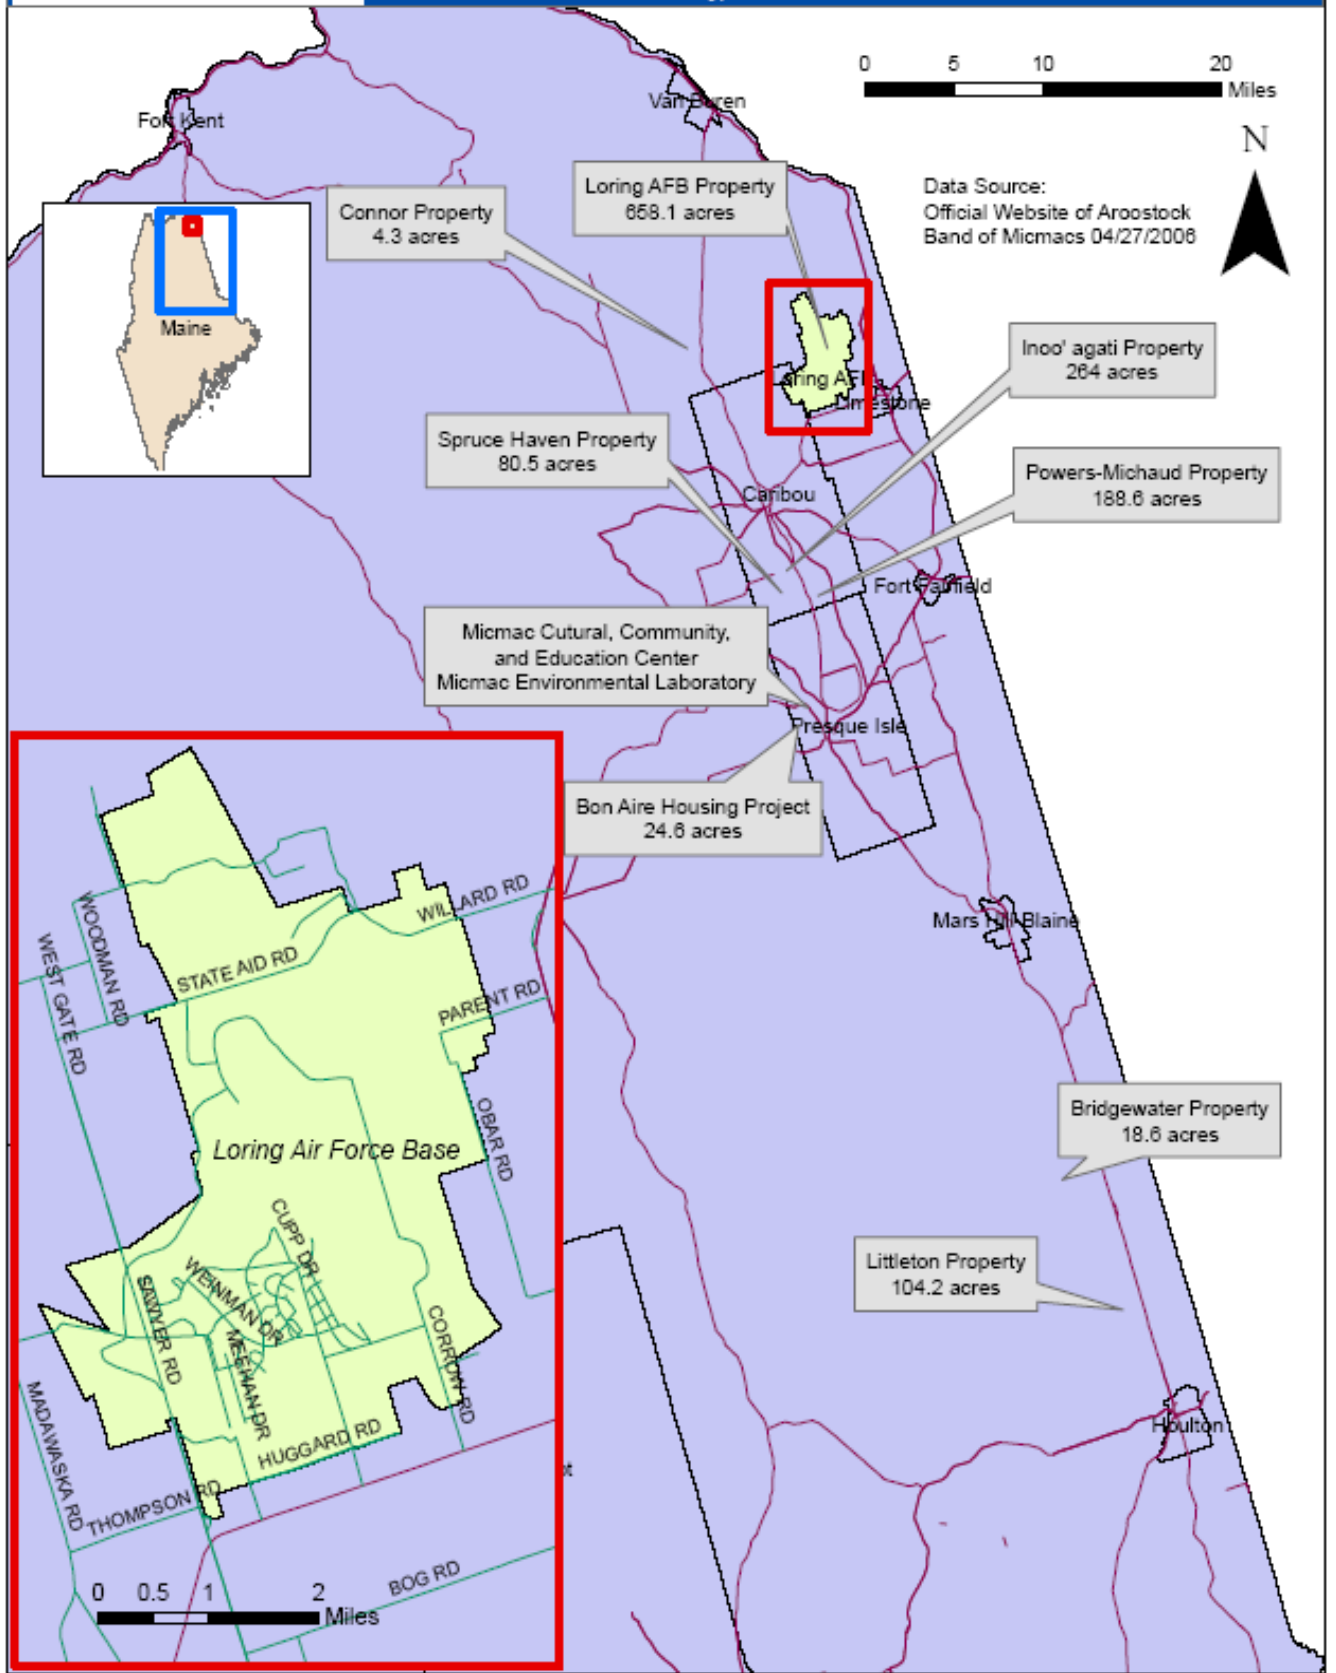 0 5 10 20
Miles
Fort Kent
Van Buren
N
Loring AFB Property
658.1 acres
Data Source:
Official Website of Aroostock
Band of Micmacs 04/27/2006
Connor Property
4.3 acres
Maine
Inoo' agati Property
264 acres
Loring AFB
Limestone
Spruce Haven Property
80.5 acres
Powers-Michaud Property
188.6 acres
Caribou
Fort Fairfield
Micmac Cutural, Community,
and Education Center
Micmac Environmental Laboratory
Presque Isle
Bon Aire Housing Project
24.6 acres
Mars Hill-Blaine
Bridgewater Property
18.6 acres
Littleton Property
104.2 acres
Houlton
WILLARD RD
WOODMAN RD
WEST GATE RD
STATE AID RD
PARENT RD
OBAR RD
Loring Air Force Base
CUPP DR
WEINMAN DR
SAWYER RD
MEEHAN DR
CORROW RD
MADAWASKA RD
HUGGARD RD
THOMPSON RD
BOG RD
0 0.5 1 2
Miles